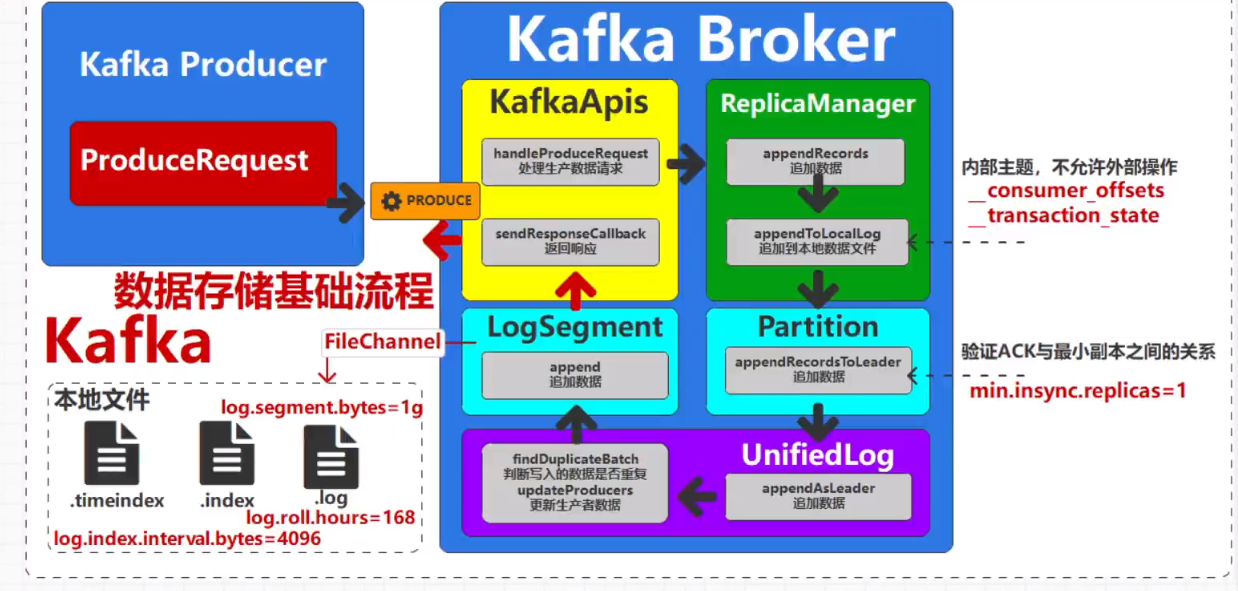 Kafka Producer
ProduceRequest
PRODUCE
Kafka Broker
KafkaApis
handleProduceRequest
处理生产数据请求
sendResponseCallback
返回响应
ReplicaManager
appendRecords
追加数据
appendToLocalLog
追加到本地数据文件
内部主题，不允许外部操作
__consumer_offsets
__transaction_state
LogSegment
append
追加数据
Partition
appendRecordsToLeader
追加数据
验证ACK与最小副本之间的关系
min.insync.replicas=1
findDuplicateBatch
判断写入的数据是否重复
updateProducers
更新生产者数据
UnifiedLog
appendAsLeader
追加数据
数据存储基础流程
Kafka
FileChannel
本地文件
log.segment.bytes=1g
.timeindex
.index
.log
log.roll.hours=168
log.index.interval.bytes=4096